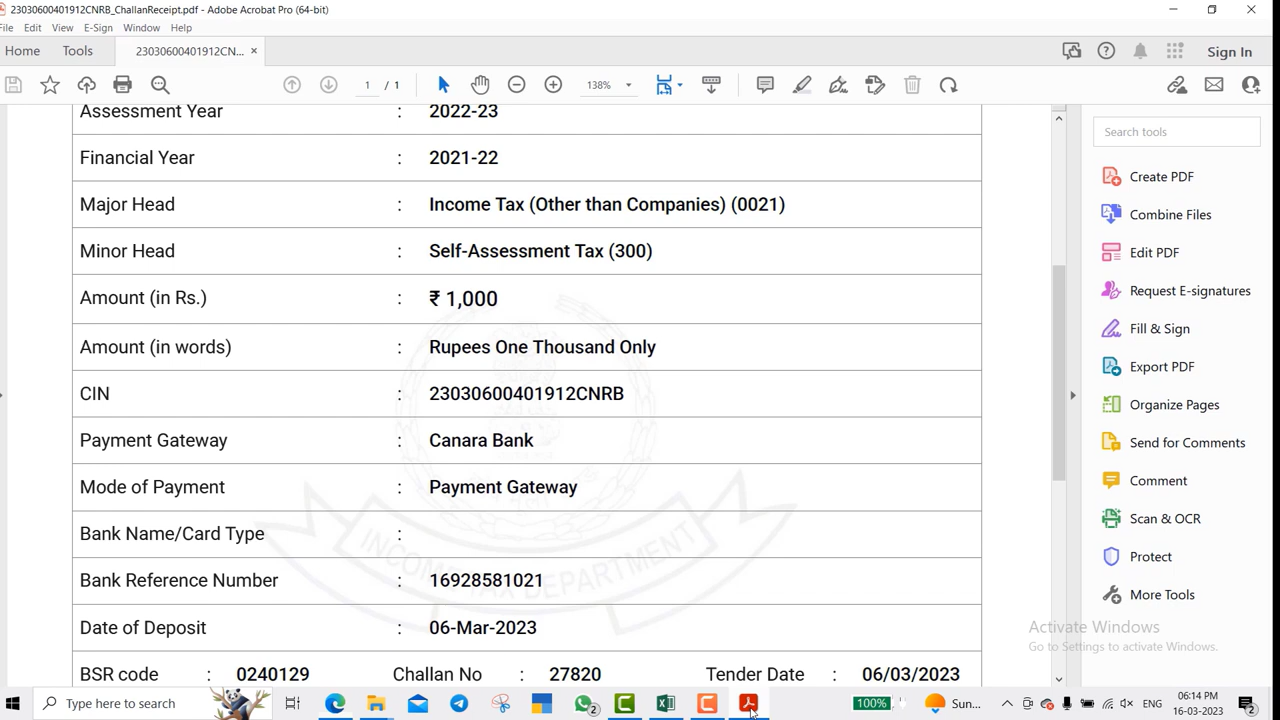 23030600401912CNRB_ChallanReceipt.pdf - Adobe Acrobat Pro (64-bit)
File Edit View E-Sign Window Help
Home Tools 23030600401912CN... × Sign In
1 / 1 138%
Assessment Year : 2022-23
Financial Year : 2021-22
Major Head : Income Tax (Other than Companies) (0021)
Minor Head : Self-Assessment Tax (300)
Amount (in Rs.) : ₹ 1,000
Amount (in words) : Rupees One Thousand Only
CIN : 23030600401912CNRB
Payment Gateway : Canara Bank
Mode of Payment : Payment Gateway
Bank Name/Card Type :
Bank Reference Number : 16928581021
Date of Deposit : 06-Mar-2023
BSR code : 0240129 Challan No : 27820 Tender Date : 06/03/2023
INCOME TAX DEPARTMENT
Search tools
Create PDF
Combine Files
Edit PDF
Request E-signatures
Fill & Sign
Export PDF
Organize Pages
Send for Comments
Comment
Scan & OCR
Protect
More Tools
Activate Windows
Go to Settings to activate Windows.
Type here to search 2 100% Sunn... 06:14 PM
16-03-2023 2